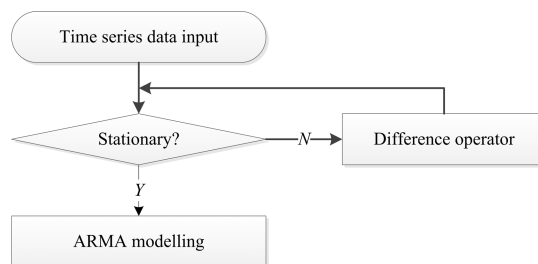 Time series data input
Stationary?
N
Difference operator
Y
ARMA modelling